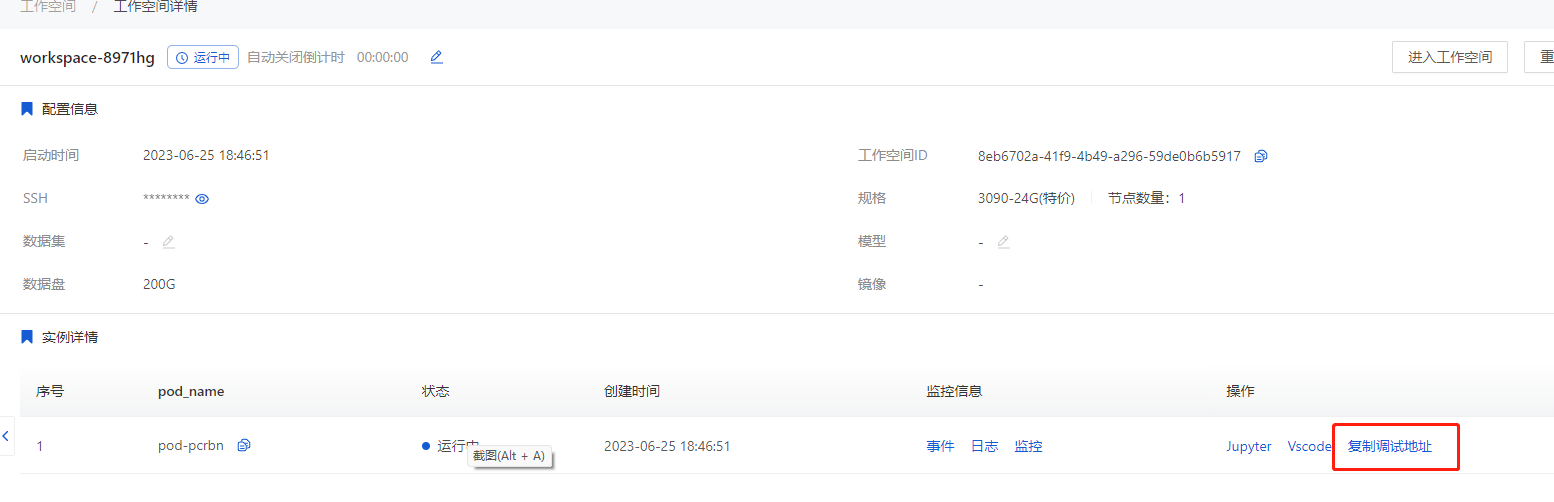 工作空间 / 工作空间详情
workspace-8971hg 运行中 自动关闭倒计时 00:00:00 进入工作空间 重
配置信息
启动时间 2023-06-25 18:46:51 工作空间ID 8eb6702a-41f9-4b49-a296-59de0b6b5917
SSH ******** 规格 3090-24G(特价) 节点数量：1
数据集 - 模型 -
数据盘 200G 镜像 -
实例详情
序号 pod_name 状态 创建时间 监控信息 操作
1 pod-pcrbn 运行中 2023-06-25 18:46:51 事件 日志 监控 Jupyter Vscode 复制调试地址
截图(Alt + A)